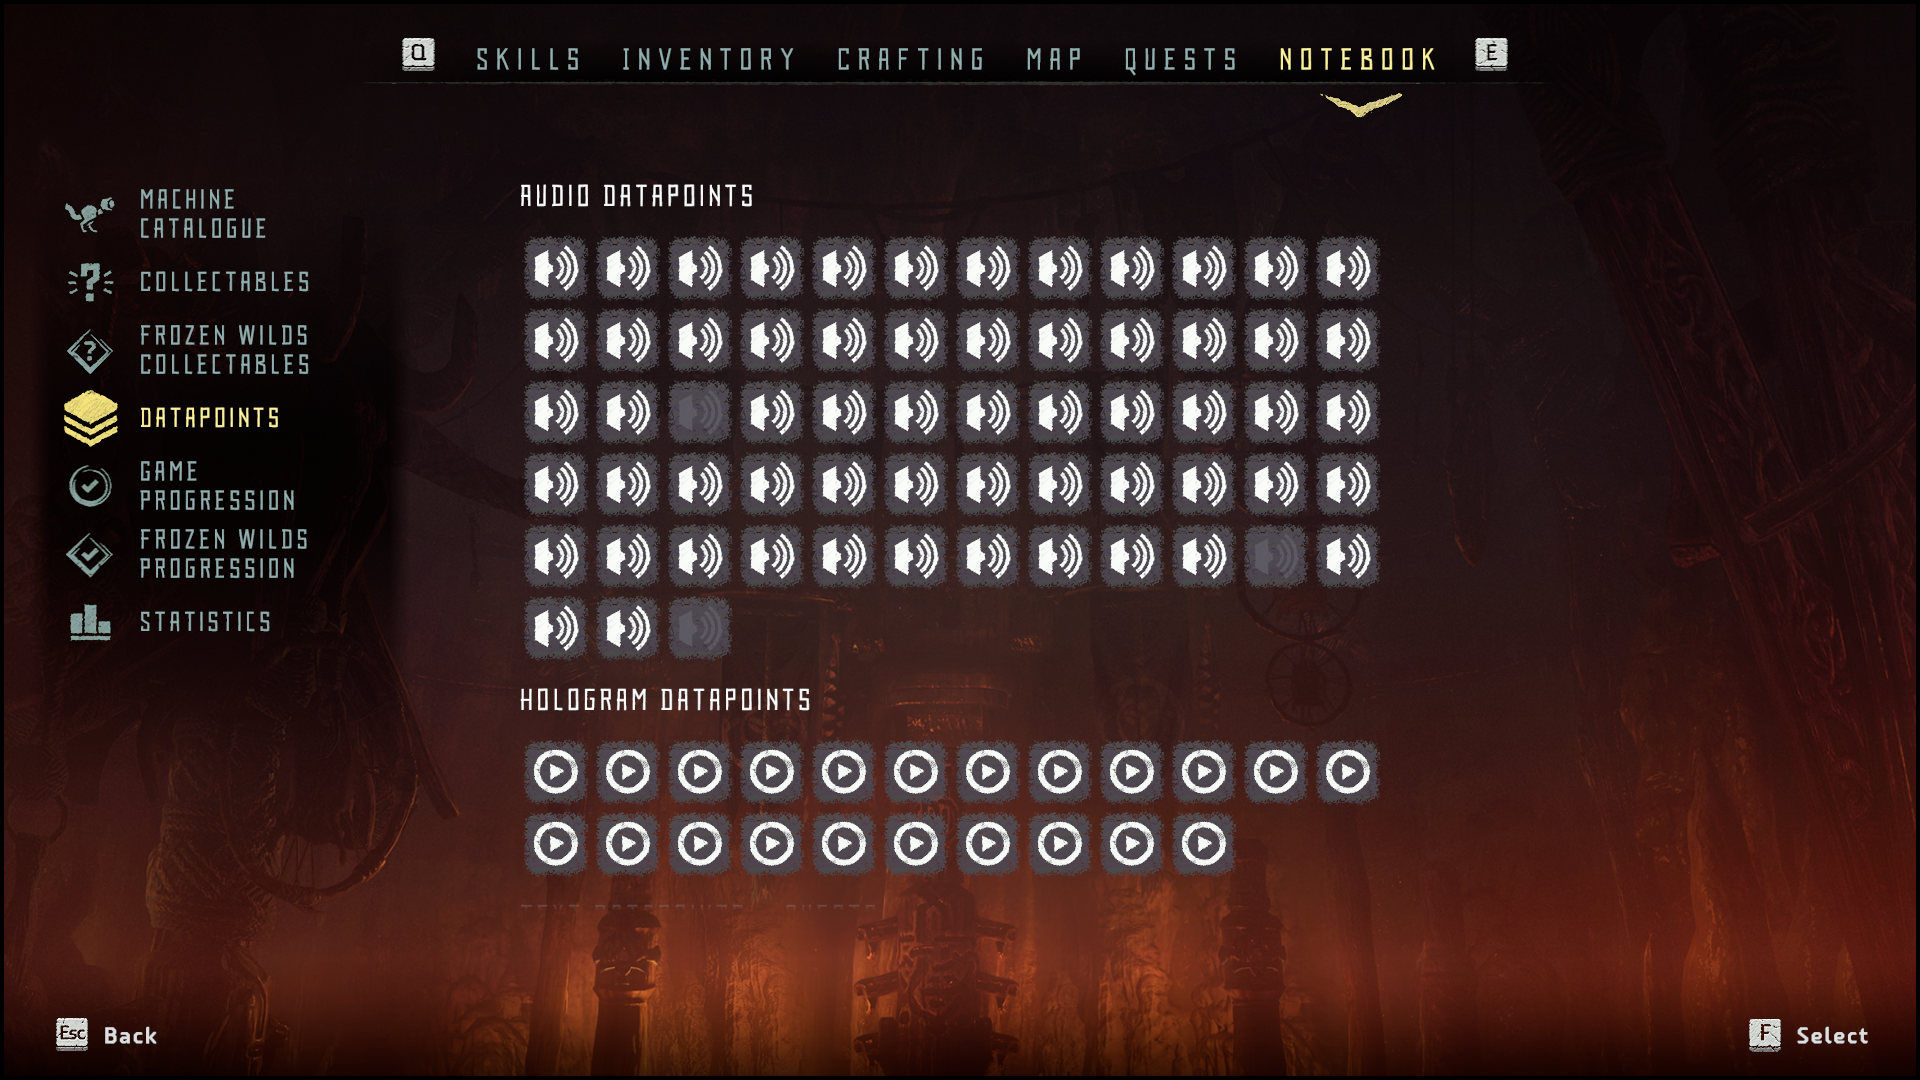 Q SKILLS INVENTORY CRAFTING MAP QUESTS NOTEBOOK E
MACHINE
CATALOGUE
COLLECTABLES
FROZEN WILDS
COLLECTABLES
DATAPOINTS
GAME
PROGRESSION
FROZEN WILDS
PROGRESSION
STATISTICS
AUDIO DATAPOINTS
HOLOGRAM DATAPOINTS
Esc Back
F Select